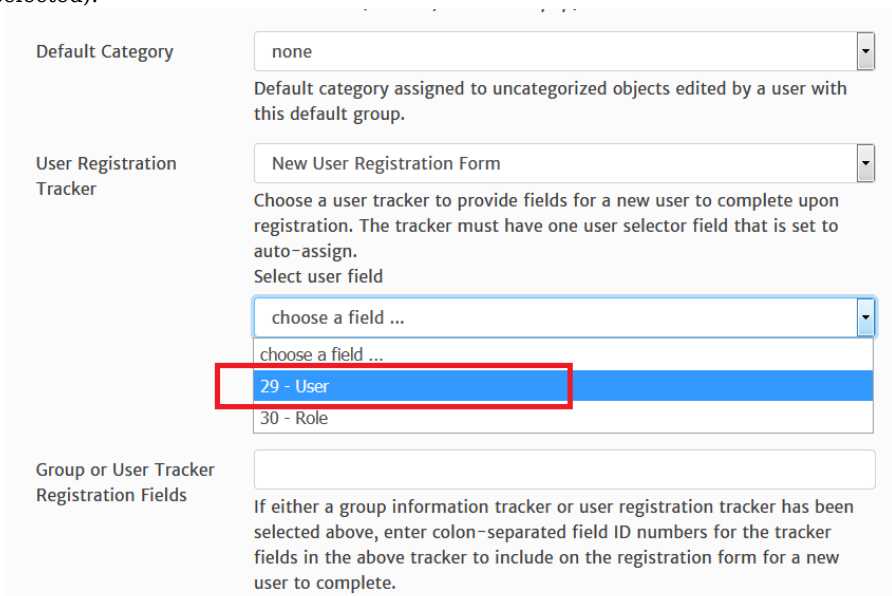 selected).
Default Category
none
Default category assigned to uncategorized objects edited by a user with
this default group.
User Registration
Tracker
New User Registration Form
Choose a user tracker to provide fields for a new user to complete upon
registration. The tracker must have one user selector field that is set to
auto-assign.
Select user field
choose a field ...
choose a field ...
29 - User
30 - Role
Group or User Tracker
Registration Fields
If either a group information tracker or user registration tracker has been
selected above, enter colon-separated field ID numbers for the tracker
fields in the above tracker to include on the registration form for a new
user to complete.